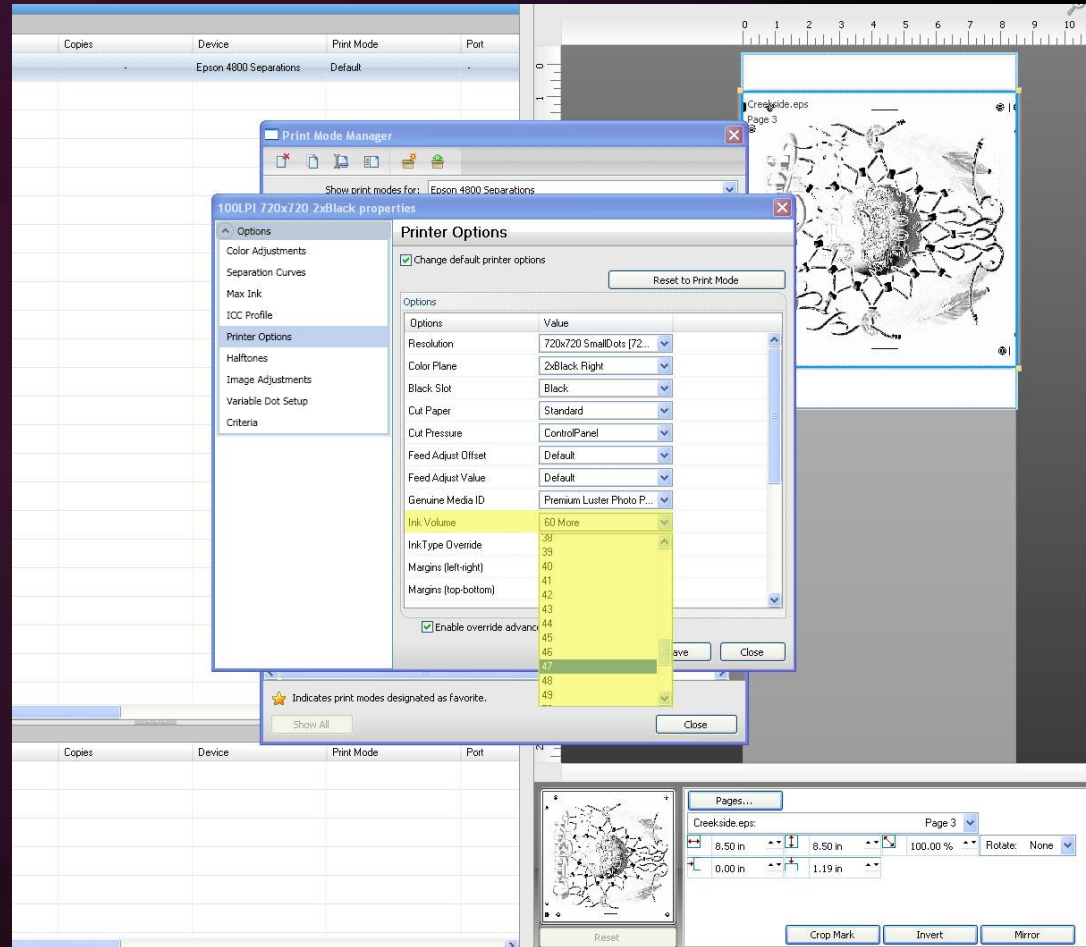 Copies Device Print Mode Port
Epson 4800 Separations Default
0 1 2 3 4 5 6 7 8 9 10
0
1
Creekside.eps
Page 3
Print Mode Manager
Show print modes for: Epson 4800 Separations
100LPI 720x720 2xBlack properties
Options
Color Adjustments
Separation Curves
Max Ink
ICC Profile
Printer Options
Halftones
Image Adjustments
Variable Dot Setup
Criteria
Printer Options
Change default printer options
Reset to Print Mode
Options
Options Value
Resolution 720x720 SmallDots [72...
Color Plane 2xBlack Right
Black Slot Black
Cut Paper Standard
Cut Pressure ControlPanel
Feed Adjust Offset Default
Feed Adjust Value Default
Genuine Media ID Premium Luster Photo P...
Ink Volume 60 More
InkType Override
Margins (left-right)
Margins (top-bottom)
38
39
40
41
42
43
44
45
46
47
48
49
Enable override advanc
ave Close
Indicates print modes designated as favorite.
Show All Close
Copies Device Print Mode Port
2
Pages...
Creekside.eps: Page 3
8.50 in 8.50 in 100.00 % Rotate: None
0.00 in 1.19 in
Reset
Crop Mark Invert Mirror